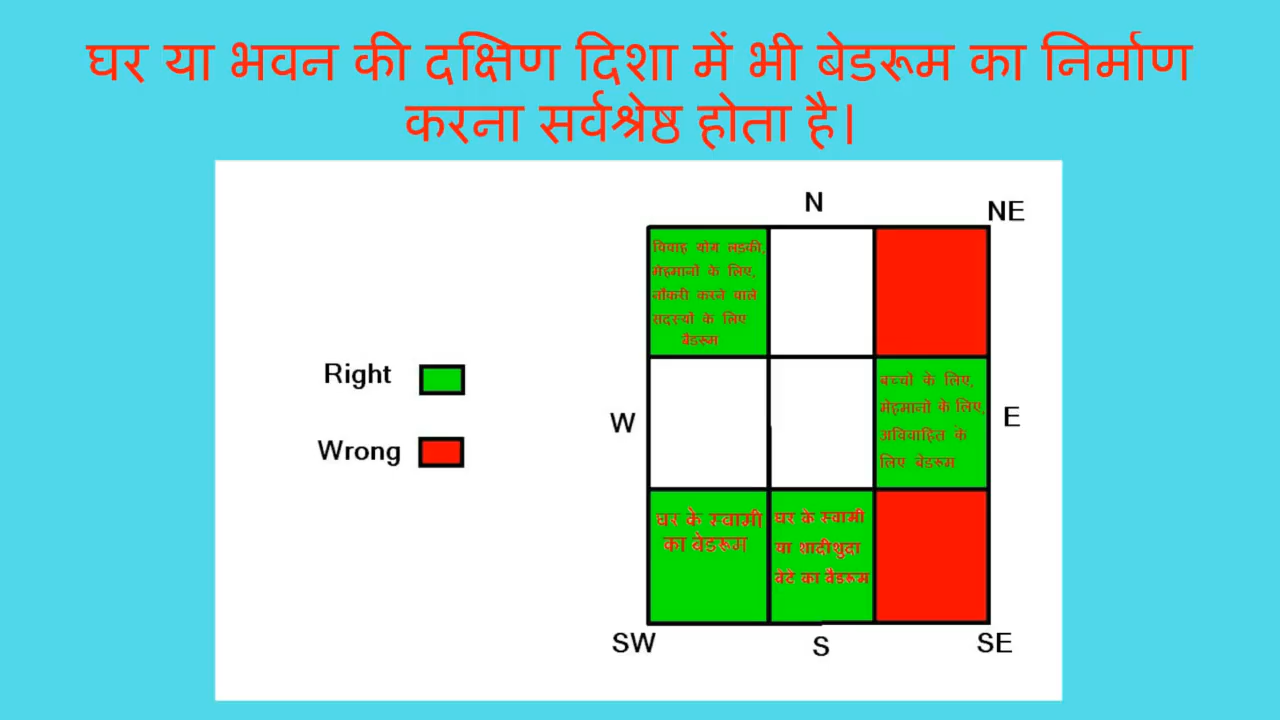 घर या भवन की दक्षिण दिशा में भी बेडरूम का निर्माण
करना सर्वश्रेष्ठ होता है।
N
NE
विवाह योग लडकी,
मेहमानों के लिए,
नौकरी करने वाले
सदस्यों के लिए
बैडरूम
Right
Wrong
W
बच्चों के लिए,
मेहमानों के लिए,
अविवाहित के
लिए बेडरूम
E
घर के स्वामी
का बेडरूम
घर के स्वामी
या शादीशुदा
बेटे का बैडरूम
SW
S
SE